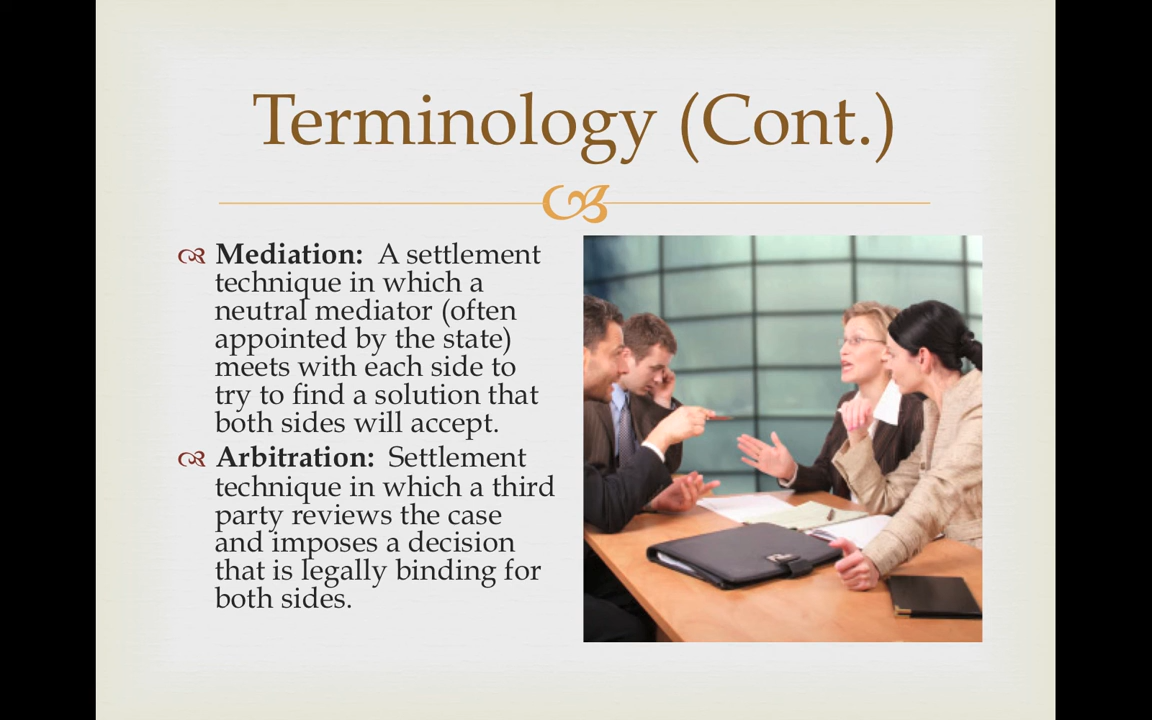 Terminology (Cont.)
Mediation: A settlement
technique in which a
neutral mediator (often
appointed by the state)
meets with each side to
try to find a solution that
both sides will accept.
Arbitration: Settlement
technique in which a third
party reviews the case
and imposes a decision
that is legally binding for
both sides.